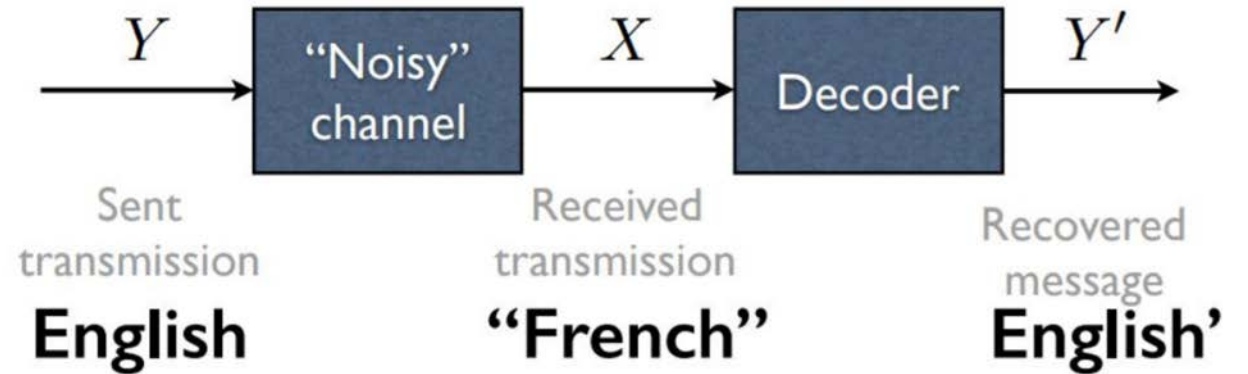 Y
“Noisy”
channel
X
Decoder
Y′
Sent
transmission
Received
transmission
Recovered
message
English
“French”
English’